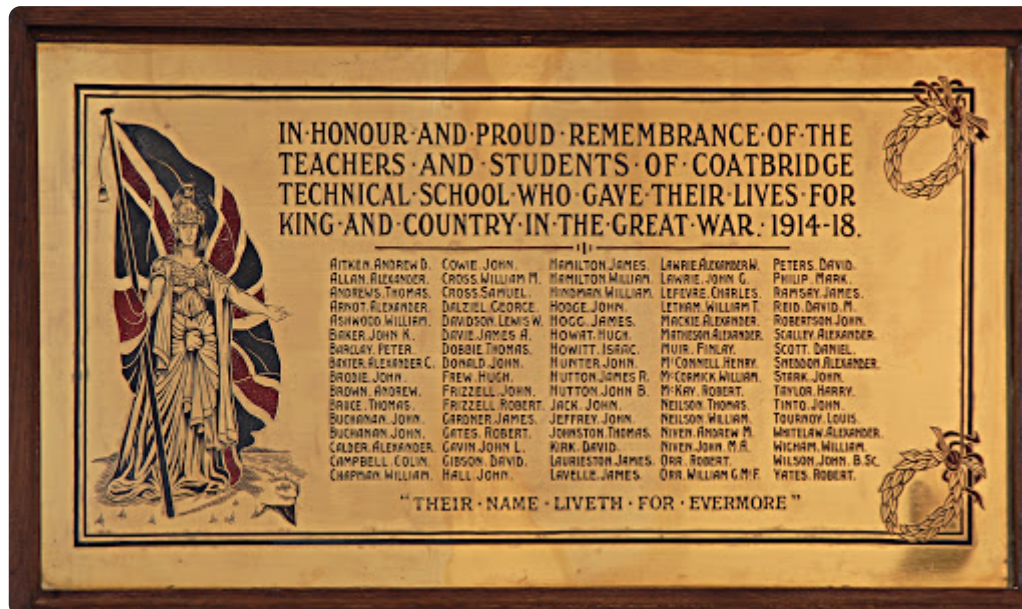 IN·HONOUR·AND·PROUD·REMEMBRANCE·OF·THE
TEACHERS·AND·STUDENTS·OF·COATBRIDGE
TECHNICAL·SCHOOL·WHO·GAVE·THEIR·LIVES·FOR
KING·AND·COUNTRY·IN·THE·GREAT·WAR·1914-18.
AITKEN.ANDREW D.
ALLAN.ALEXANDER.
ANDREWS.THOMAS.
ARNOT.ALEXANDER.
ASHWOOD.WILLIAM.
BAKER.JOHN K.
BARCLAY.PETER.
BAXTER.ALEXANDER C.
BRODIE.JOHN.
BROWN.ANDREW.
BRUCE.THOMAS.
BUCHANAN.JOHN.
BUCHANAN.JOHN.
CALDER.ALEXANDER
CAMPBELL.COLIN.
CHAPMAN.WILLIAM.
COWIE.JOHN.
CROSS.WILLIAM M.
CROSS.SAMUEL.
DALZIEL.GEORGE.
DAVIDSON.LEWIS W.
DAVIE.JAMES A.
DOBBIE.THOMAS.
DONALD.JOHN.
FREW.HUGH.
FRIZZELL.JOHN.
FRIZZELL.ROBERT.
GARDNER.JAMES.
GATES.ROBERT.
GAVIN.JOHN L.
GIBSON.DAVID.
HALL.JOHN.
HAMILTON.JAMES.
HAMILTON.WILLIAM.
HINDMAN.WILLIAM.
HODGE.JOHN.
HOGG.JAMES.
HOWAT.HUGH.
HOWITT.ISAAC.
HUNTER.JOHN.
HUTTON.JAMES R.
HUTTON.JOHN B.
JACK.JOHN.
JEFFREY.JOHN.
JOHNSTON.THOMAS.
KIRK.DAVID.
LAURIESTON.JAMES.
LAVELLE.JAMES.
LAWRIE.ALEXANDER W.
LAWRIE.JOHN G.
LEFEVRE.CHARLES.
LETHAM.WILLIAM T.
MACKIE.ALEXANDER.
MATHESON.ALEXANDER.
MUIR.FINLAY.
McCONNELL.HENRY.
McCORMICK.WILLIAM.
McKAY.ROBERT.
NEILSON.THOMAS.
NEILSON.WILLIAM.
NIVEN.ANDREW M.
NIVEN.JOHN M.R.
ORR.ROBERT.
ORR.WILLIAM G.McF.
PETERS.DAVID.
PHILIP.MARK.
RAMSAY.JAMES.
REID.DAVID.M.
ROBERTSON.JOHN.
SCALLEY.ALEXANDER.
SCOTT.DANIEL.
SNEDDON.ALEXANDER.
STARK.JOHN.
TAYLOR.HARRY.
TINTO.JOHN.
TOURNOY.LOUIS.
WHITELAW.ALEXANDER.
WIGHAM.WILLIAM.
WILSON.JOHN.B.Sc.
YATES.ROBERT.
"THEIR·NAME·LIVETH·FOR·EVERMORE"